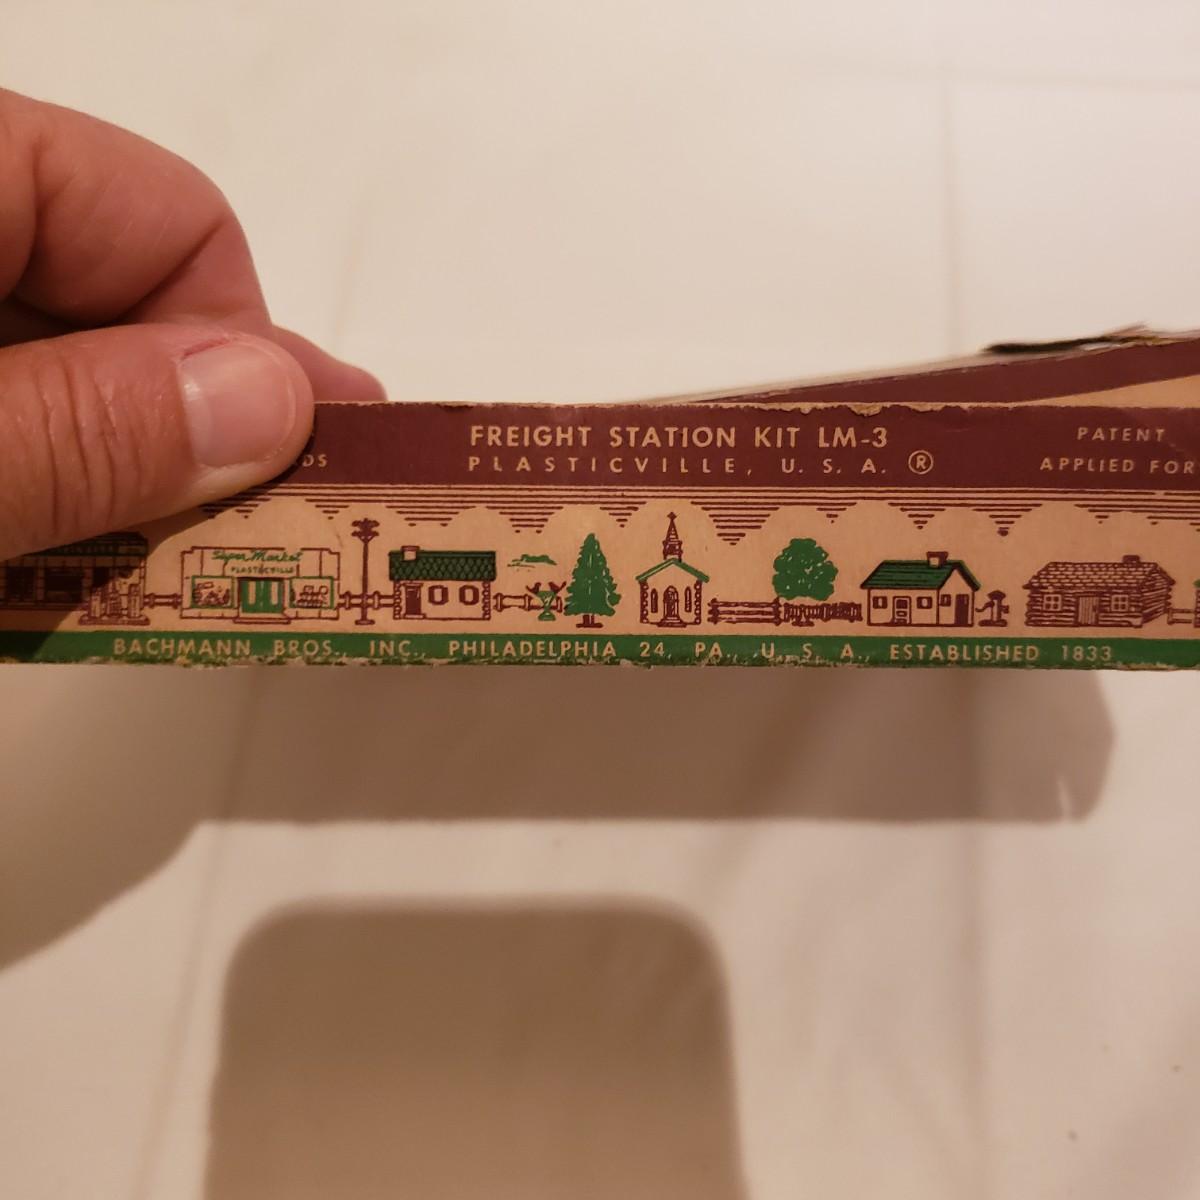 FREIGHT STATION KIT LM-3
PLASTICVILLE, U. S. A. ®
PATENT
APPLIED FOR
Super Market
PLASTICVILLE
BACHMANN BROS., INC., PHILADELPHIA 24, PA., U. S. A., ESTABLISHED 1833